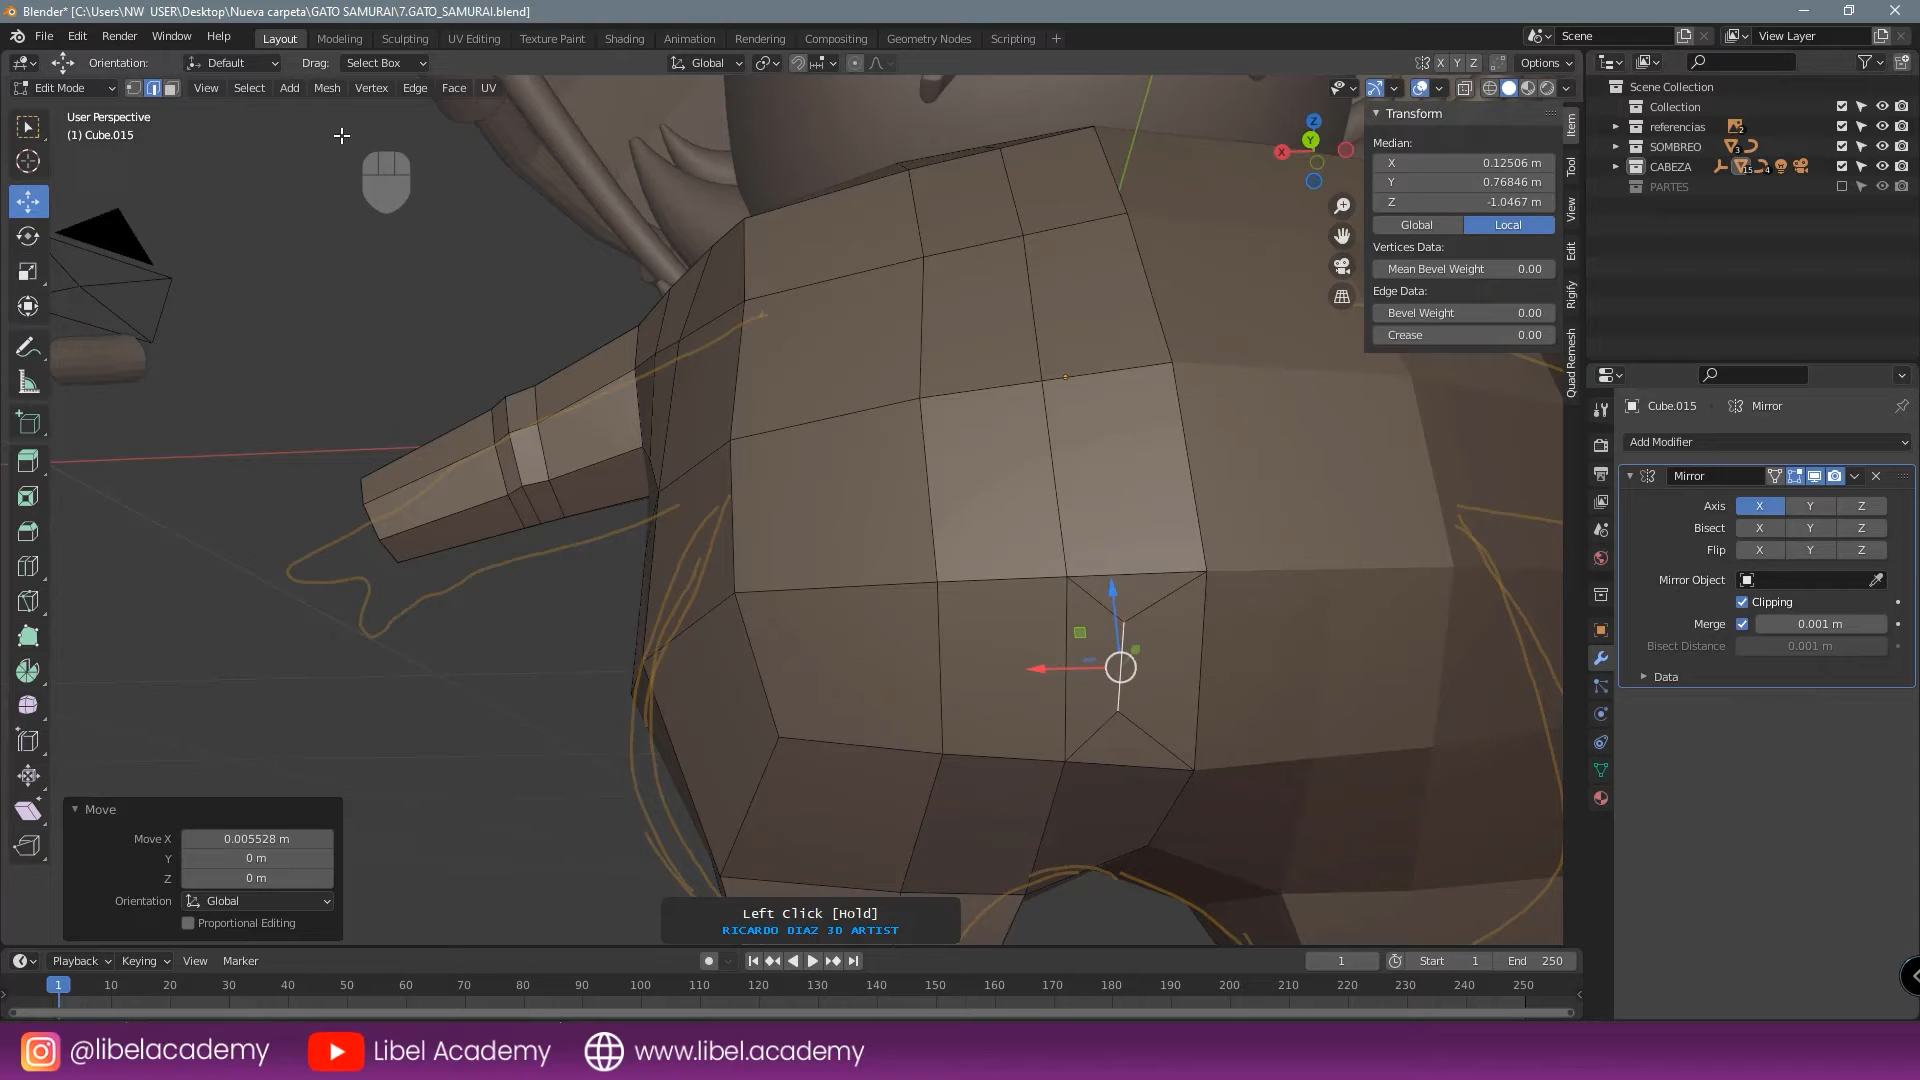 Blender* [C:\Users\NW USER\Desktop\Nueva carpeta\GATO SAMURAI\7.GATO_SAMURAI.blend]
File Edit Render Window Help Layout Modeling Sculpting UV Editing Texture Paint Shading Animation Rendering Compositing Geometry Nodes Scripting + Scene View Layer
Orientation: Default Drag: Select Box Global X Y Z Options
Edit Mode View Select Add Mesh Vertex Edge Face UV
User Perspective
(1) Cube.015
Transform
Median:
X 0.12506 m
Y 0.76846 m
Z -1.0467 m
Global Local
Vertices Data:
Mean Bevel Weight 0.00
Edge Data:
Bevel Weight 0.00
Crease 0.00
Item
Tool
View
Edit
Rigify
Quad Remesh
Z
Y
X
Scene Collection
Collection
referencias 2
SOMBREO 3
CABEZA 15 4
PARTES
Cube.015 Mirror
Add Modifier
Mirror
Axis X Y Z
Bisect X Y Z
Flip X Y Z
Mirror Object
Clipping
Merge 0.001 m
Bisect Distance 0.001 m
Data
Move
Move X 0.005528 m
Y 0 m
Z 0 m
Orientation Global
Proportional Editing
Left Click [Hold]
RICARDO DIAZ 3D ARTIST
Playback Keying View Marker 1 Start 1 End 250
1 10 20 30 40 50 60 70 80 90 100 110 120 130 140 150 160 170 180 190 200 210 220 230 240 250
@libelacademy Libel Academy www.libel.academy